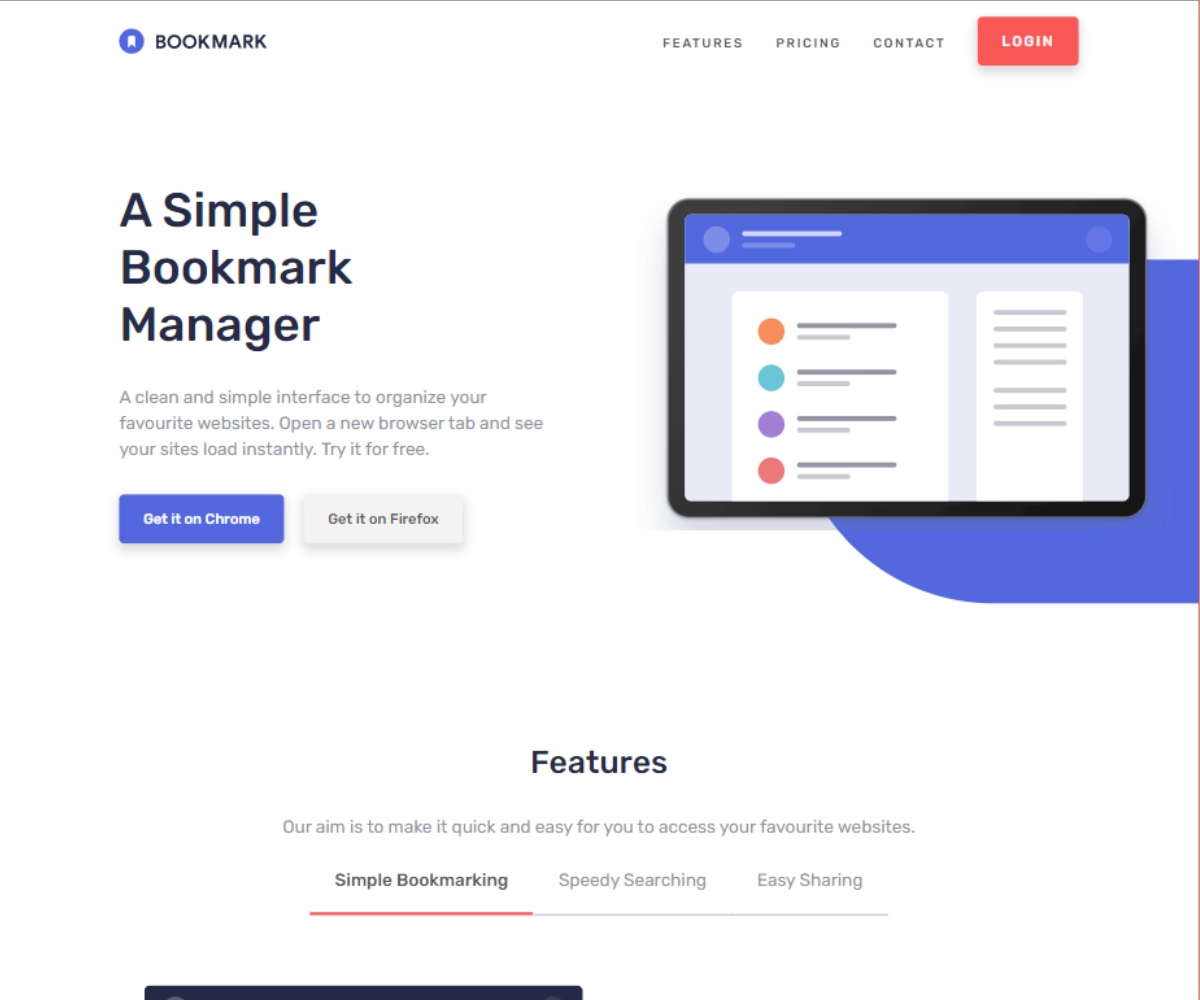 BOOKMARK
FEATURES PRICING CONTACT LOGIN
A Simple
Bookmark
Manager
A clean and simple interface to organize your
favourite websites. Open a new browser tab and see
your sites load instantly. Try it for free.
Get it on Chrome Get it on Firefox
Features
Our aim is to make it quick and easy for you to access your favourite websites.
Simple Bookmarking Speedy Searching Easy Sharing